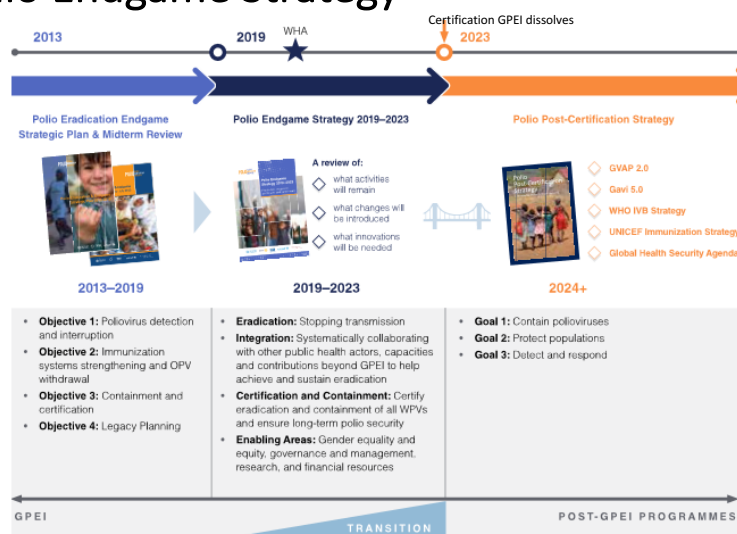 lio Endgame Strategy
Certification GPEI dissolves
2013
2019
WHA
2023
Polio Eradication Endgame
Strategic Plan & Midterm Review
Polio Endgame Strategy 2019–2023
Polio Post-Certification Strategy
A review of:
what activities
will remain
what changes will
be introduced
what innovations
will be needed
Polio
Post-Certification
Strategy
GVAP 2.0
Gavi 5.0
WHO IVB Strategy
UNICEF Immunization Strategy
Global Health Security Agenda
2013–2019
2019–2023
2024+
• Objective 1: Poliovirus detection
and interruption
• Objective 2: Immunization
systems strengthening and OPV
withdrawal
• Objective 3: Containment and
certification
• Objective 4: Legacy Planning
• Eradication: Stopping transmission
• Integration: Systematically collaborating
with other public health actors, capacities
and contributions beyond GPEI to help
achieve and sustain eradication
• Certification and Containment: Certify
eradication and containment of all WPVs
and ensure long-term polio security
• Enabling Areas: Gender equality and
equity, governance and management,
research, and financial resources
• Goal 1: Contain polioviruses
• Goal 2: Protect populations
• Goal 3: Detect and respond
GPEI
TRANSITION
POST-GPEI PROGRAMMES